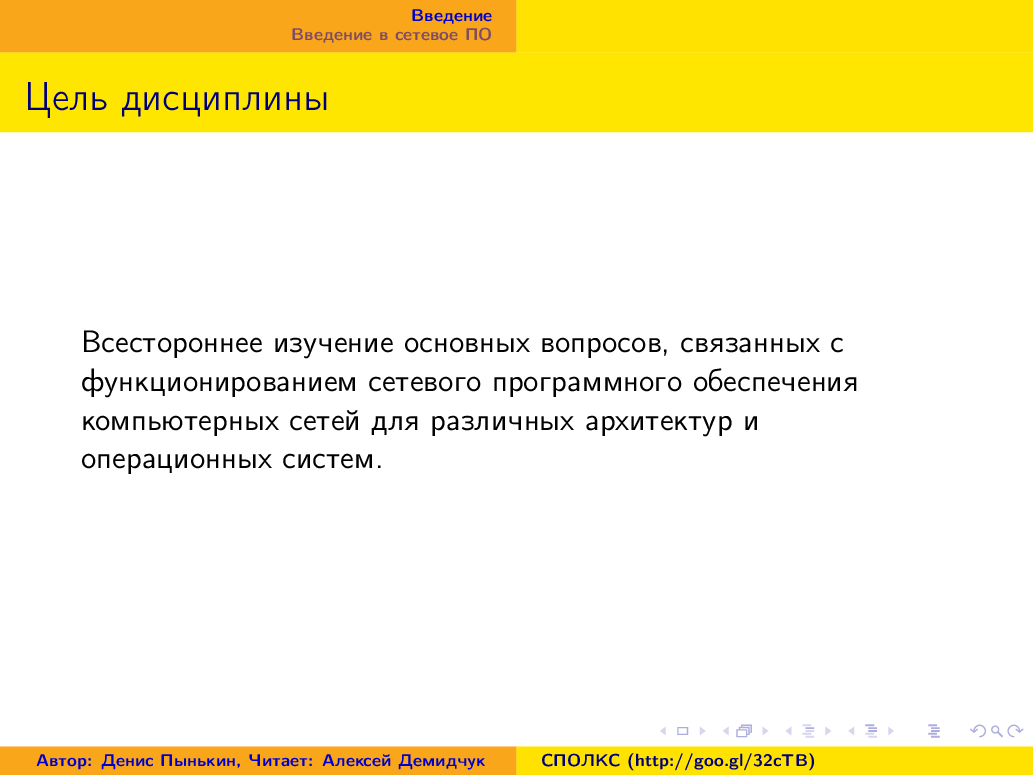 Введение
Введение в сетевое ПО
Цель дисциплины
Всестороннее изучение основных вопросов, связанных с
функционированием сетевого программного обеспечения
компьютерных сетей для различных архитектур и
операционных систем.
Автор: Денис Пынькин, Читает: Алексей Демидчук
СПОЛКС (http://goo.gl/32cTB)